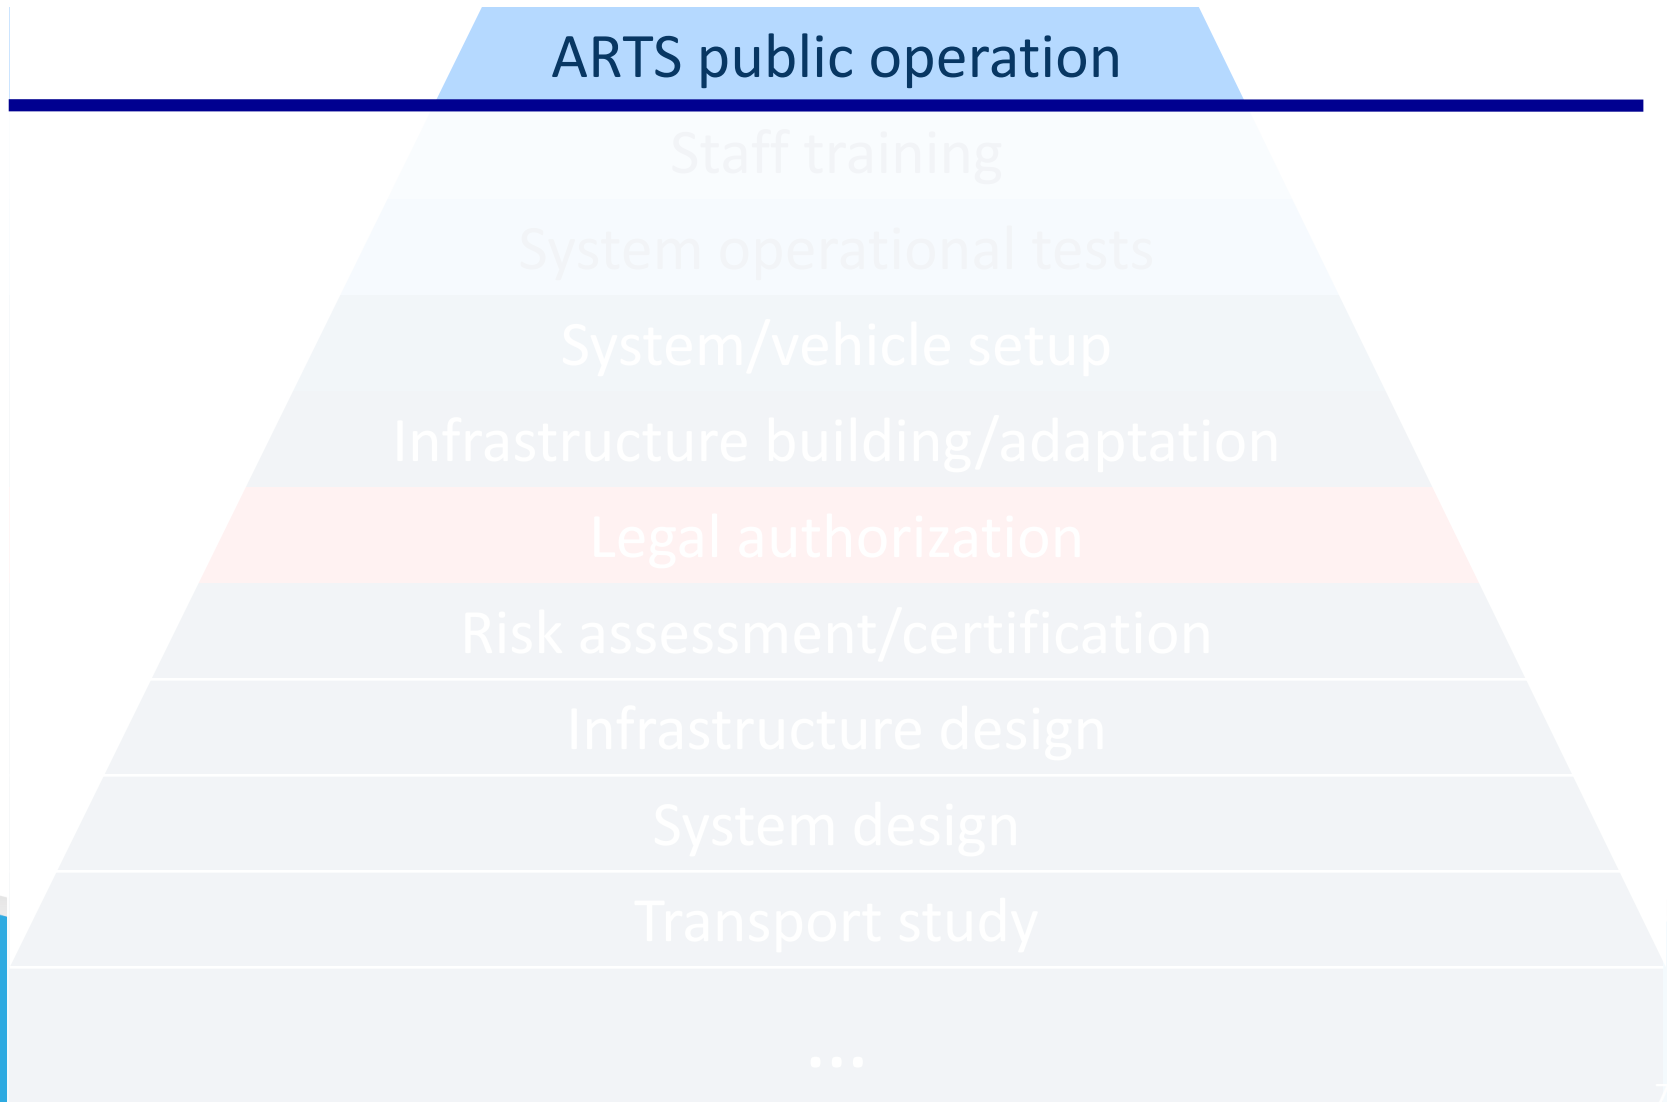 ARTS public operation
Staff training
System operational tests
System/vehicle setup
Infrastructure building/adaptation
Legal authorization
Risk assessment/certification
Infrastructure design
System design
Transport study
...